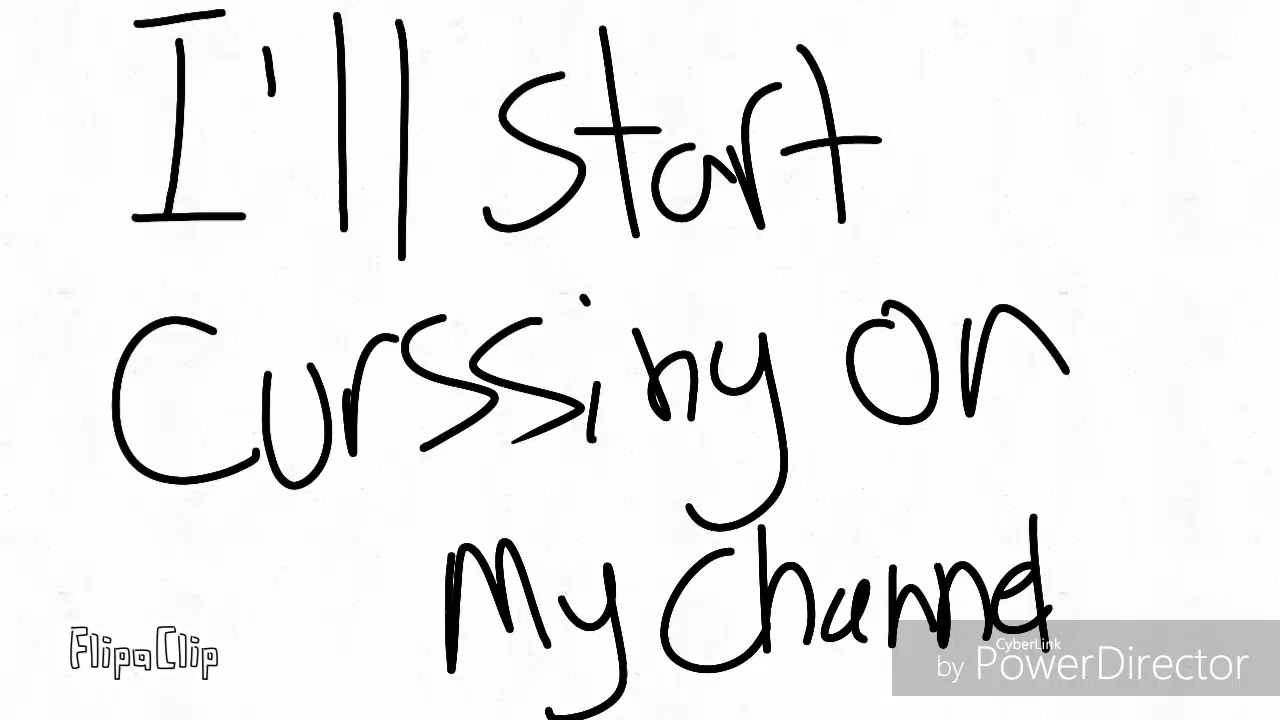 I'll start
Curssing on
My Channel
FlipaClip
CyberLink
by PowerDirector